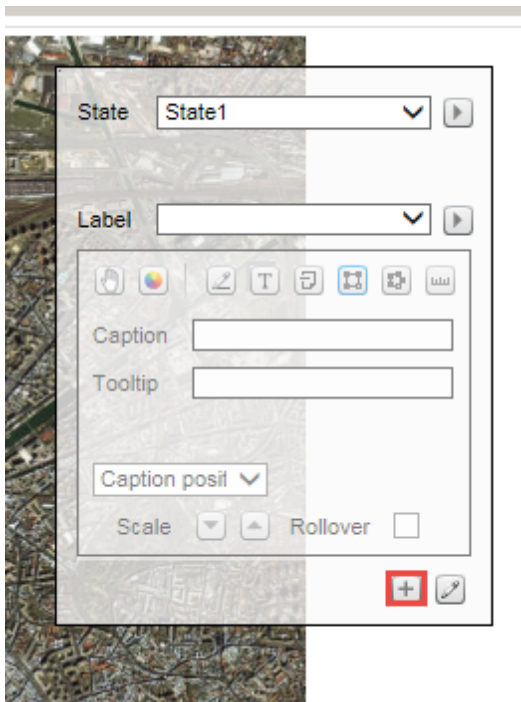 State State1
Label
T
Caption
Tooltip
Caption posit
Scale Rollover